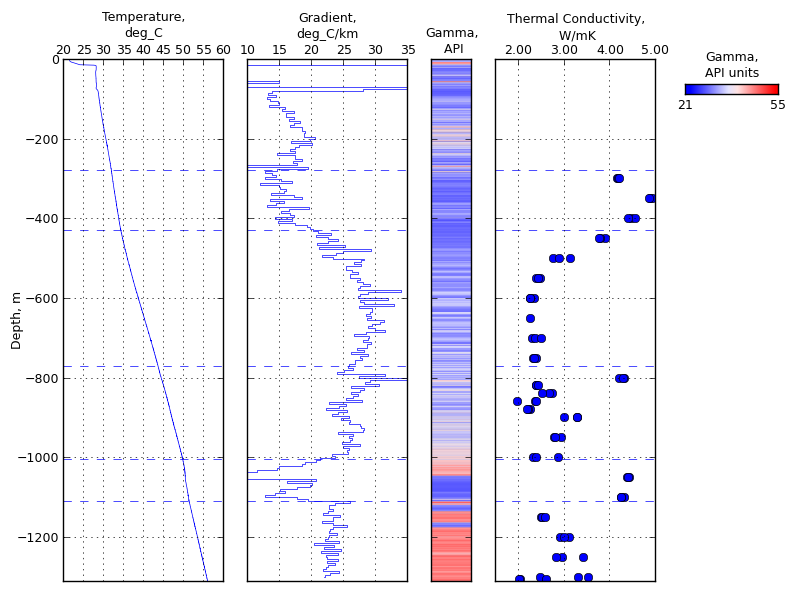 Temperature,
deg_C
20 25 30 35 40 45 50 55 60
Gradient,
deg_C/km
10 15 20 25 30 35
Gamma,
API
Thermal Conductivity,
W/mK
2.00 3.00 4.00 5.00
Gamma,
API units
21 55
Depth, m
0
−200
−400
−600
−800
−1000
−1200